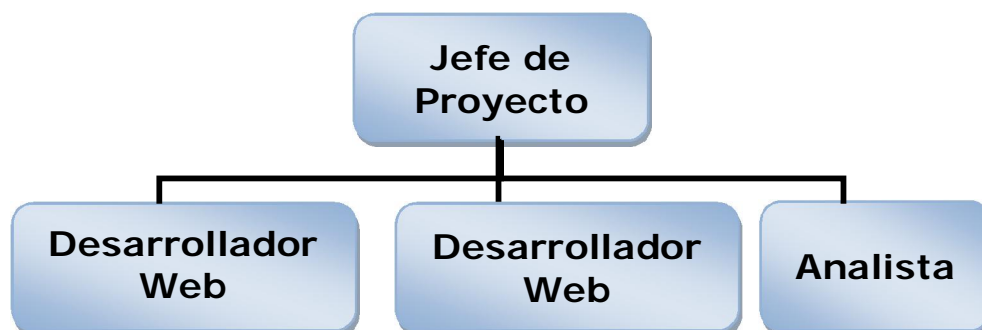 Jefe de
Proyecto
Desarrollador
Web
Desarrollador
Web
Analista